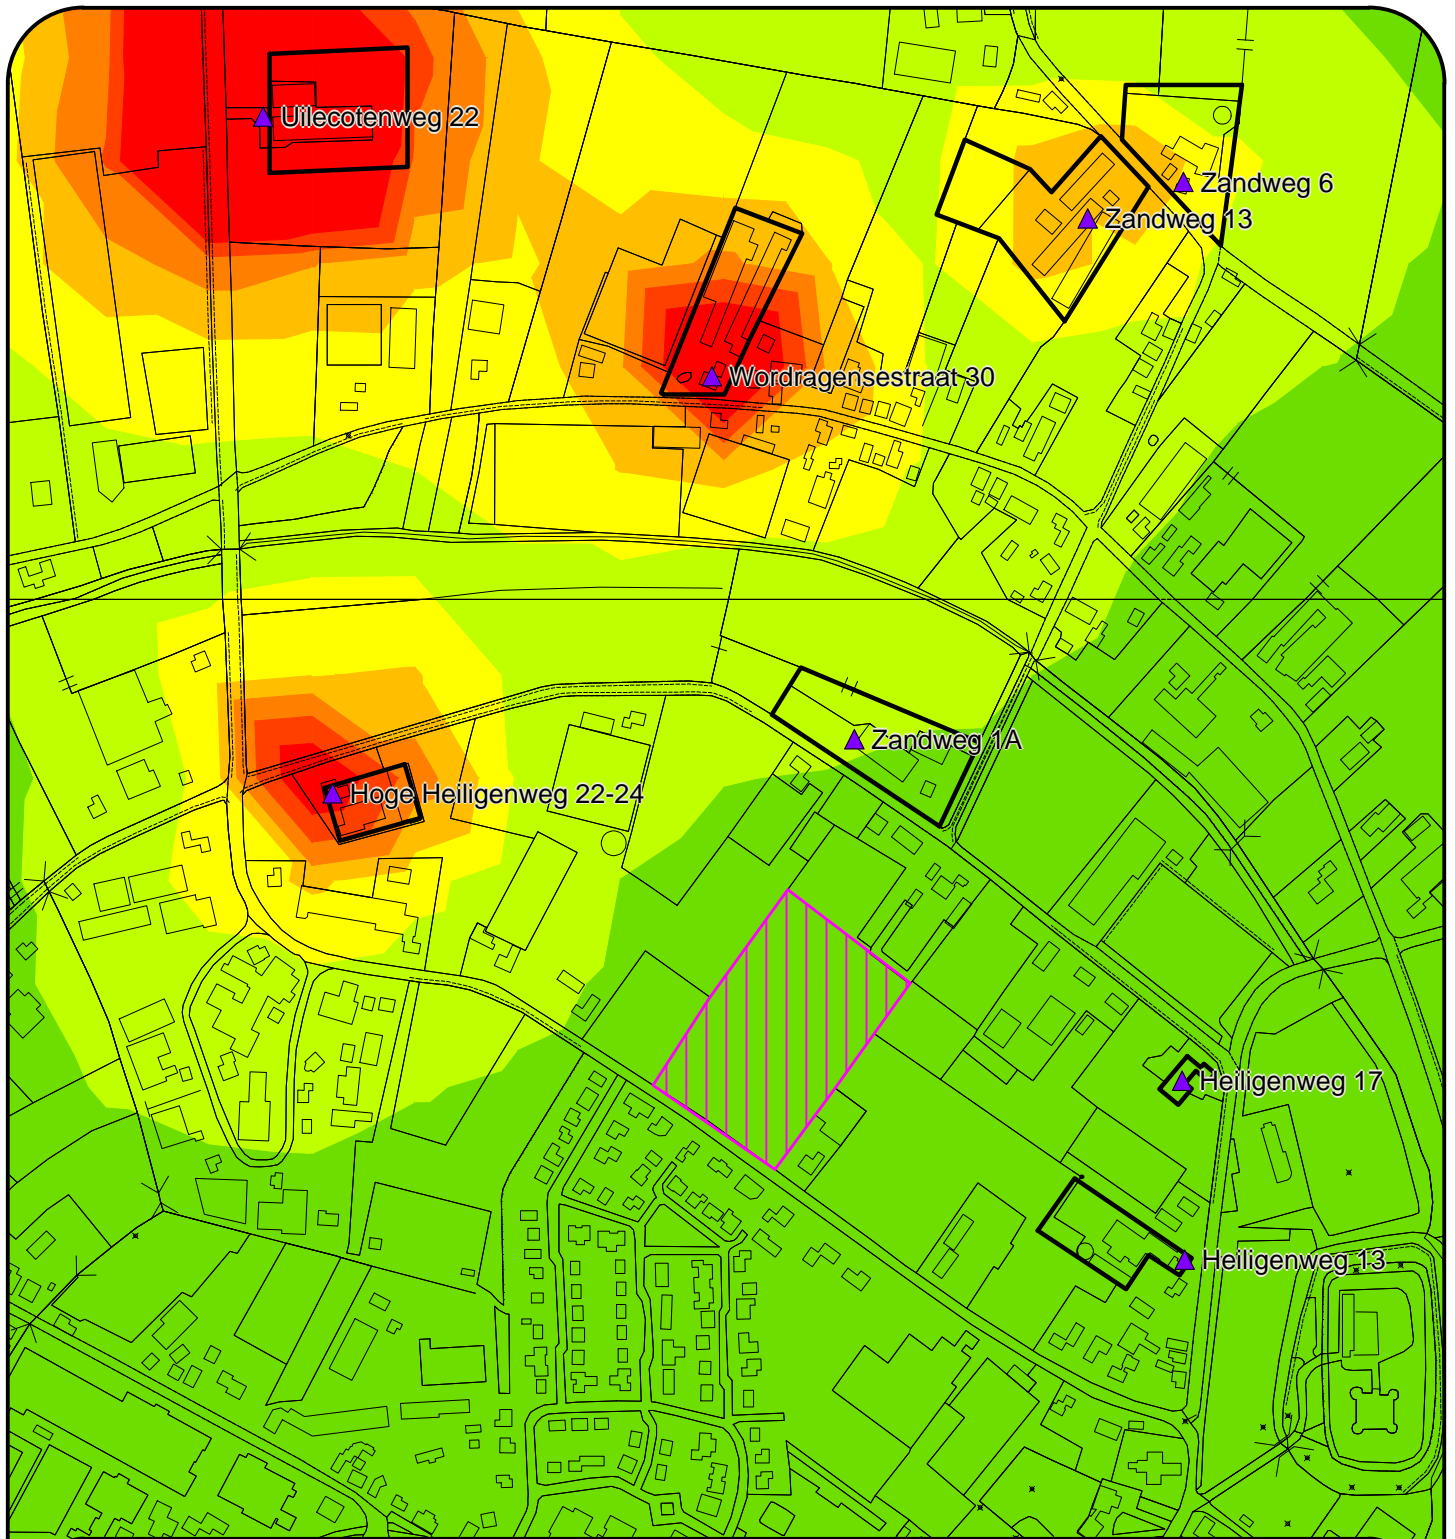 Uilecotenweg 22
Zandweg 6
Zandweg 13
Wordragensestraat 30
Zandweg 1A
Hoge Heiligenweg 22-24
Heiligenweg 17
Heiligenweg 13